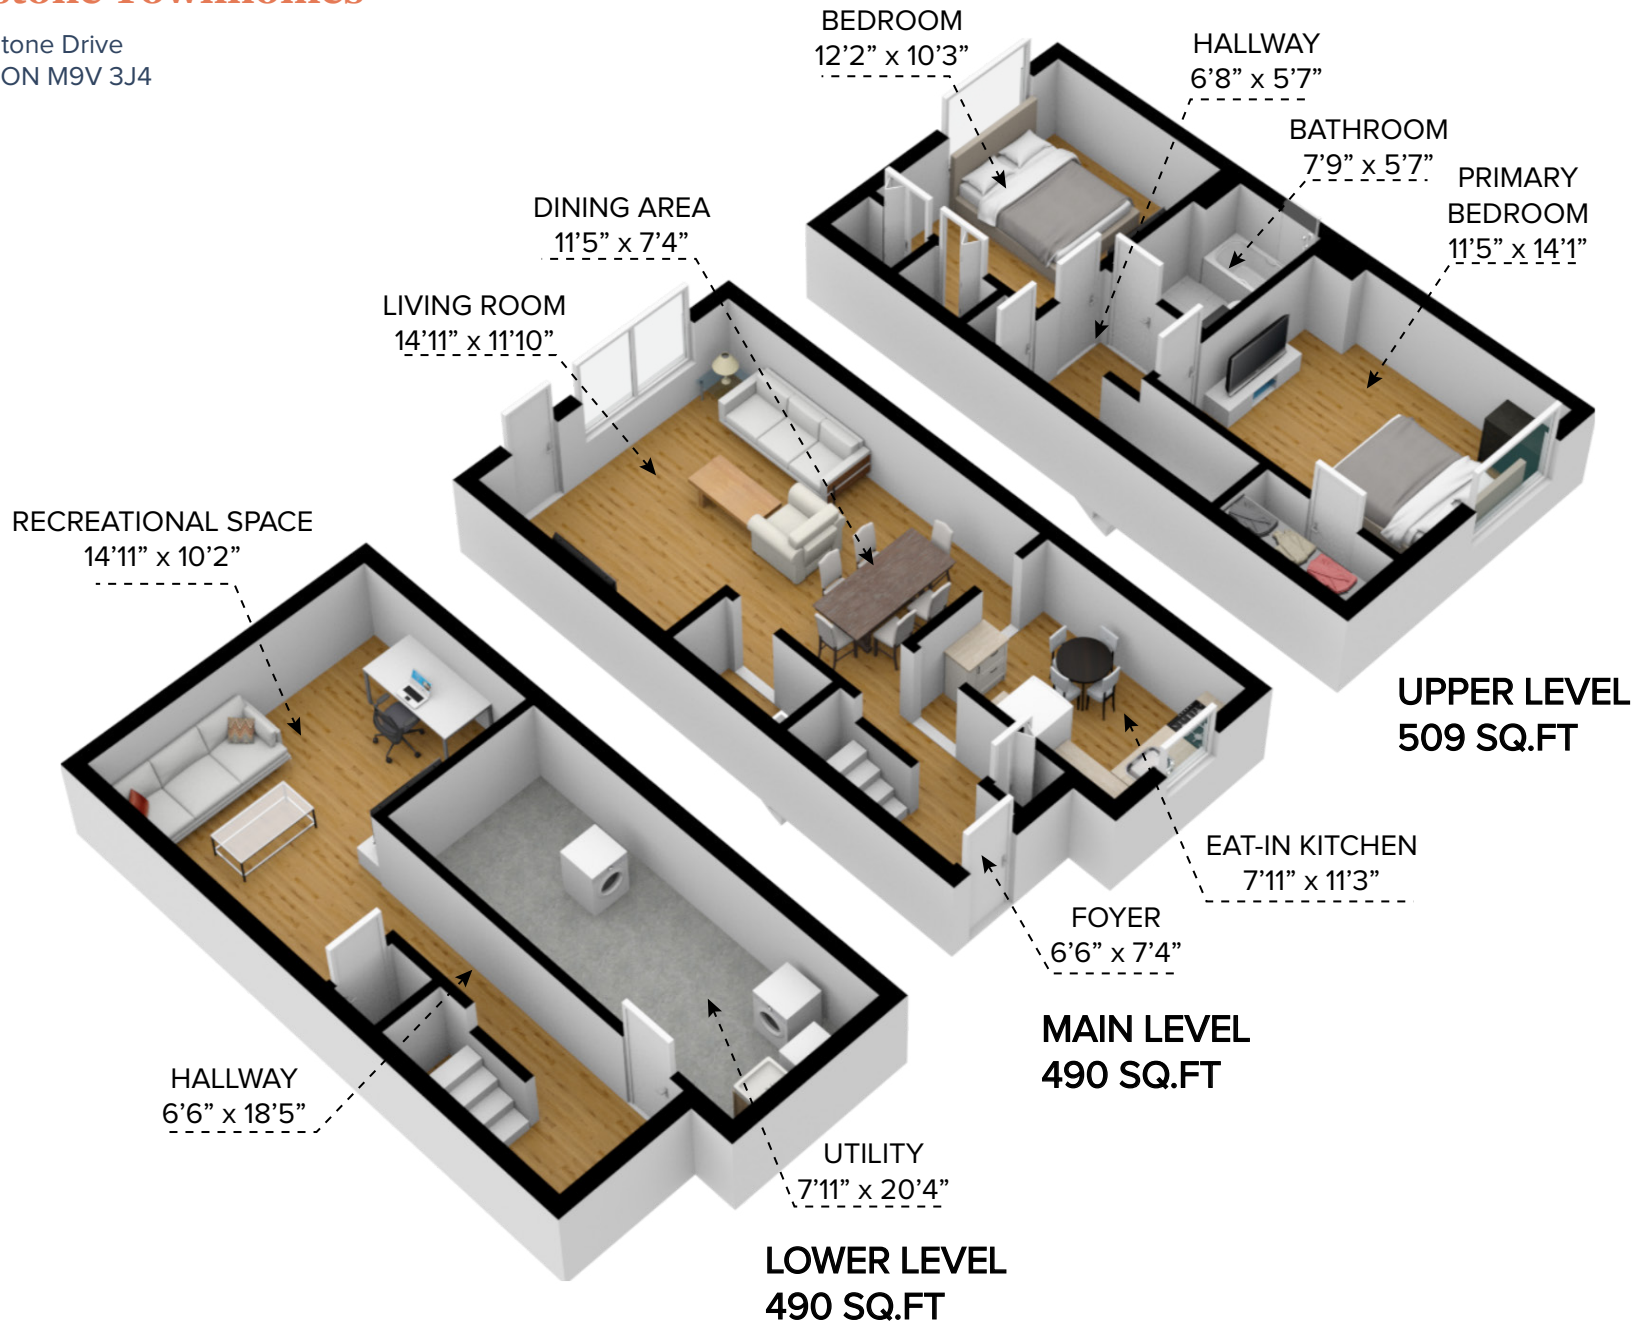 tone Drive
ON M9V 3J4
BEDROOM
12’2” x 10’3”
HALLWAY
6’8” x 5’7”
BATHROOM
7’9” x 5’7”
PRIMARY
BEDROOM
11’5” x 14’1”
DINING AREA
11’5” x 7’4”
LIVING ROOM
14’11” x 11’10”
RECREATIONAL SPACE
14’11” x 10’2”
UPPER LEVEL
509 SQ.FT
EAT-IN KITCHEN
7’11” x 11’3”
FOYER
6’6” x 7’4”
MAIN LEVEL
490 SQ.FT
HALLWAY
6’6” x 18’5”
UTILITY
7’11” x 20’4”
LOWER LEVEL
490 SQ.FT